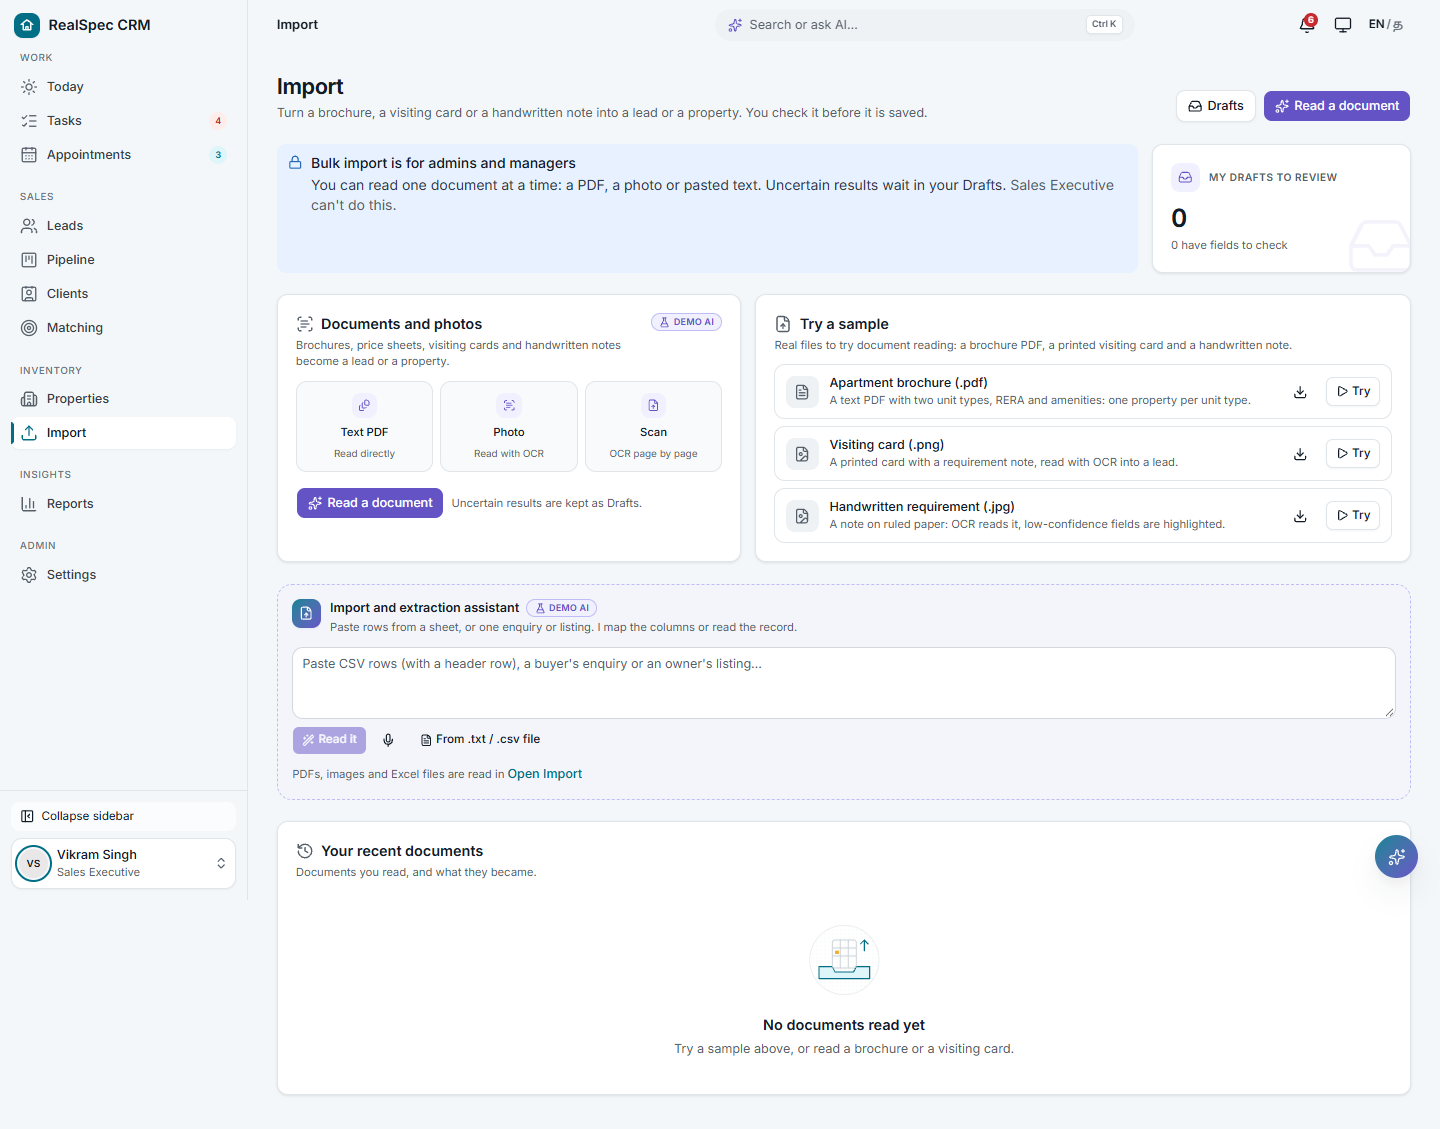 RealSpec CRM
WORK
Today
Tasks
4
Appointments
3
SALES
Leads
Pipeline
Clients
Matching
INVENTORY
Properties
Import
INSIGHTS
Reports
ADMIN
Settings
Collapse sidebar
VS
Vikram Singh
Sales Executive
Import
Search or ask AI...
Ctrl K
6
EN / த
Import
Turn a brochure, a visiting card or a handwritten note into a lead or a property. You check it before it is saved.
Drafts
Read a document
Bulk import is for admins and managers
You can read one document at a time: a PDF, a photo or pasted text. Uncertain results wait in your Drafts. Sales Executive
can't do this.
MY DRAFTS TO REVIEW
0
0 have fields to check
Documents and photos
DEMO AI
Brochures, price sheets, visiting cards and handwritten notes
become a lead or a property.
Text PDF
Read directly
Photo
Read with OCR
Scan
OCR page by page
Read a document
Uncertain results are kept as Drafts.
Try a sample
Real files to try document reading: a brochure PDF, a printed visiting card and a handwritten note.
Apartment brochure (.pdf)
A text PDF with two unit types, RERA and amenities: one property per unit type.
Try
Visiting card (.png)
A printed card with a requirement note, read with OCR into a lead.
Try
Handwritten requirement (.jpg)
A note on ruled paper: OCR reads it, low-confidence fields are highlighted.
Try
Import and extraction assistant
DEMO AI
Paste rows from a sheet, or one enquiry or listing. I map the columns or read the record.
Paste CSV rows (with a header row), a buyer's enquiry or an owner's listing...
Read it
From .txt / .csv file
PDFs, images and Excel files are read in Open Import
Your recent documents
Documents you read, and what they became.
No documents read yet
Try a sample above, or read a brochure or a visiting card.